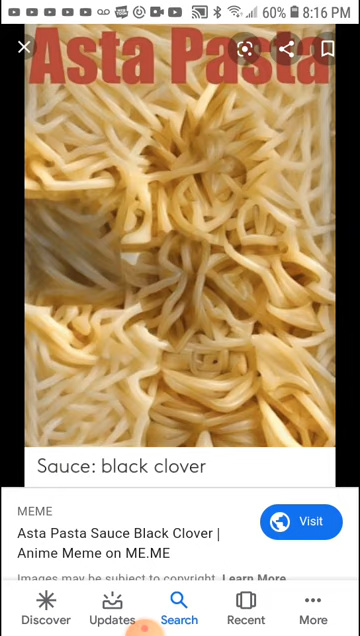 60% 8:16 PM
Asta Pasta
Sauce: black clover
MEME
Asta Pasta Sauce Black Clover |
Anime Meme on ME.ME
Visit
Images may be subject to copyright. Learn More
Discover Updates Search Recent More